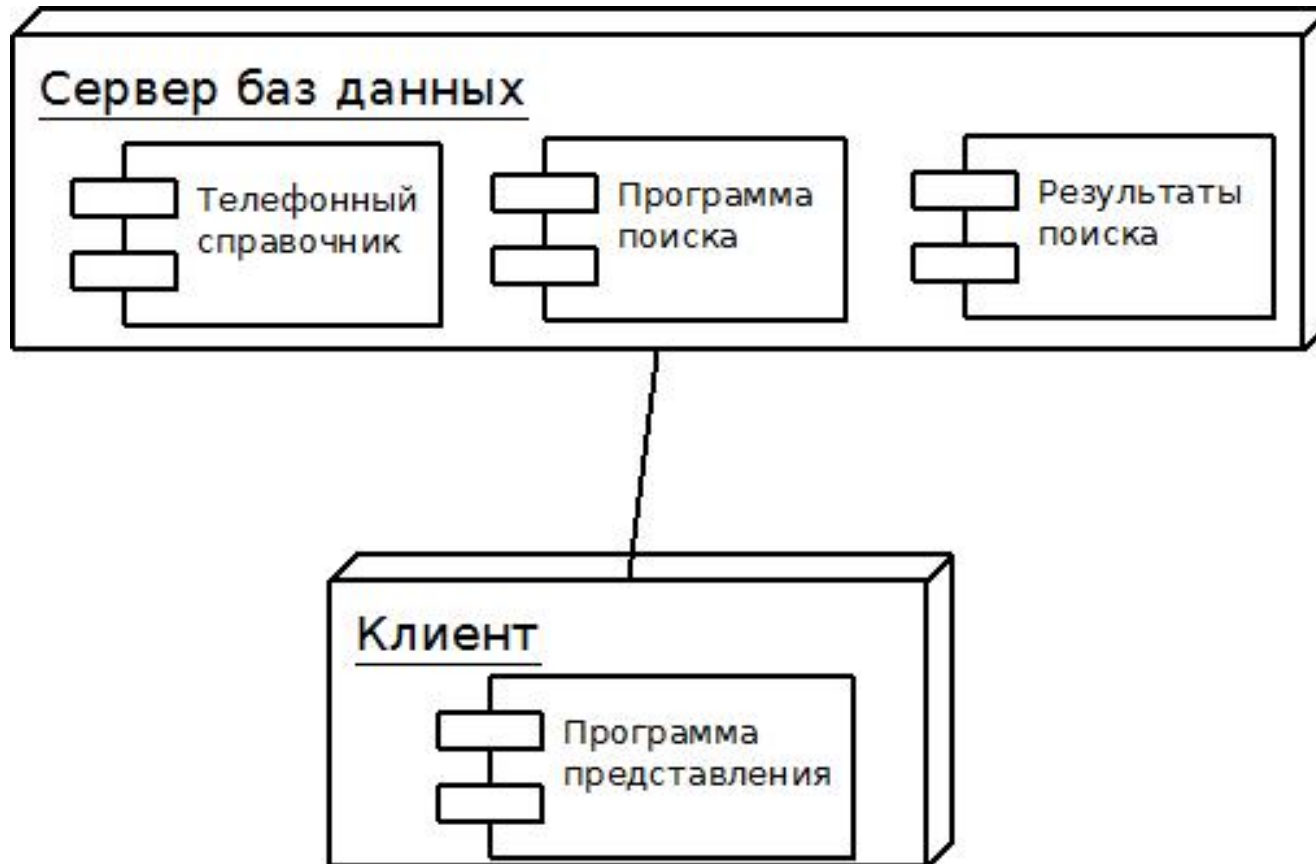 Сервер баз данных
Телефонный
справочник
Программа
поиска
Результаты
поиска
Клиент
Программа
представления